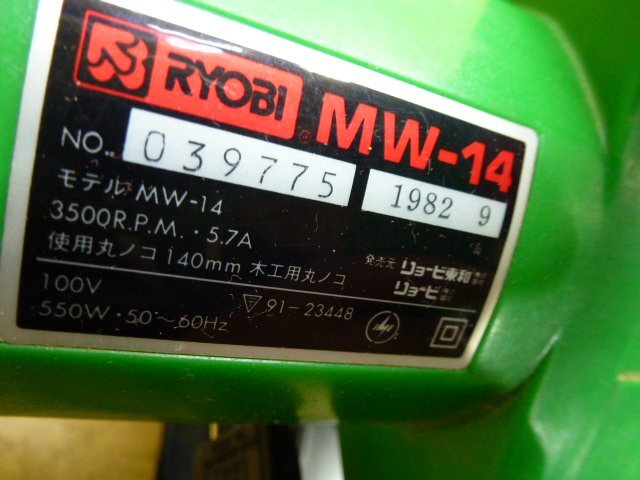 RYOBI MW-14
NO. 039775 1982 9
モデル MW-14
3500R.P.M. · 5.7A
使用丸ノコ 140mm 木工用丸ノコ
発売元 リョービ東和
リョービ
100V
550W · 50～60Hz
▽ 91-23448